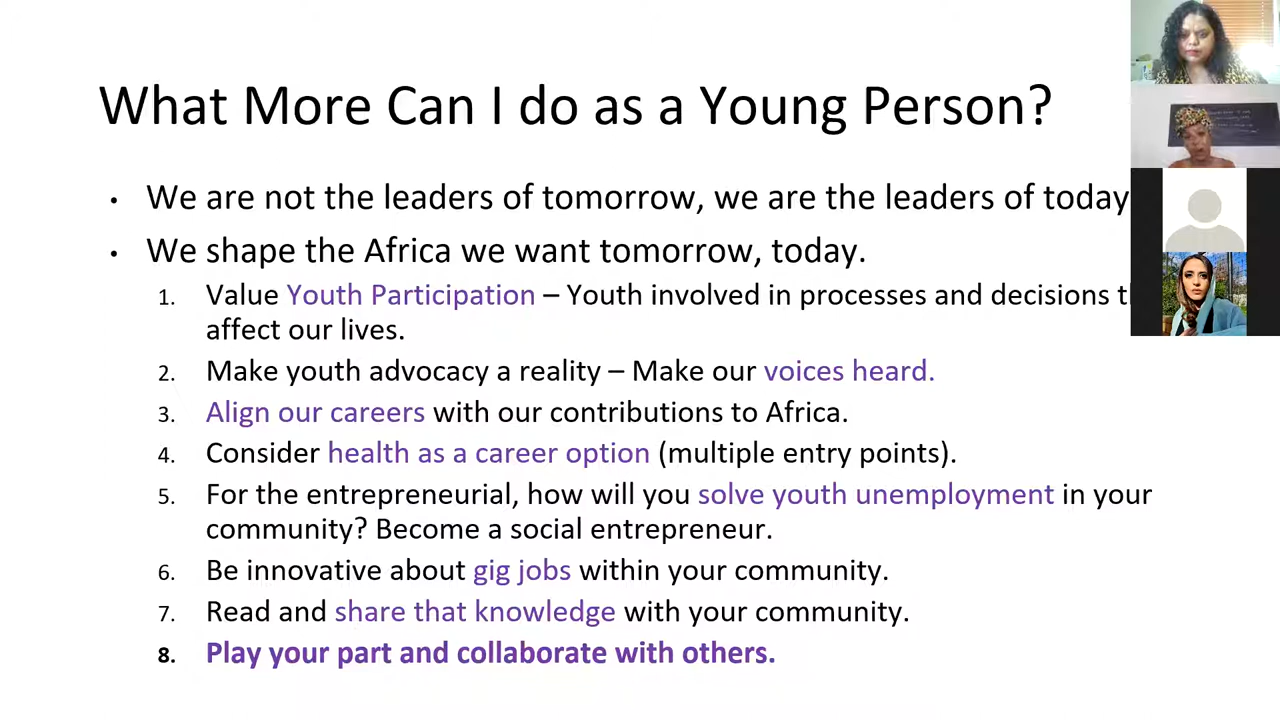 What More Can I do as a Young Person?
• We are not the leaders of tomorrow, we are the leaders of today
• We shape the Africa we want tomorrow, today.
1. Value Youth Participation – Youth involved in processes and decisions
affect our lives.
2. Make youth advocacy a reality – Make our voices heard.
3. Align our careers with our contributions to Africa.
4. Consider health as a career option (multiple entry points).
5. For the entrepreneurial, how will you solve youth unemployment in your
community? Become a social entrepreneur.
6. Be innovative about gig jobs within your community.
7. Read and share that knowledge with your community.
8. Play your part and collaborate with others.